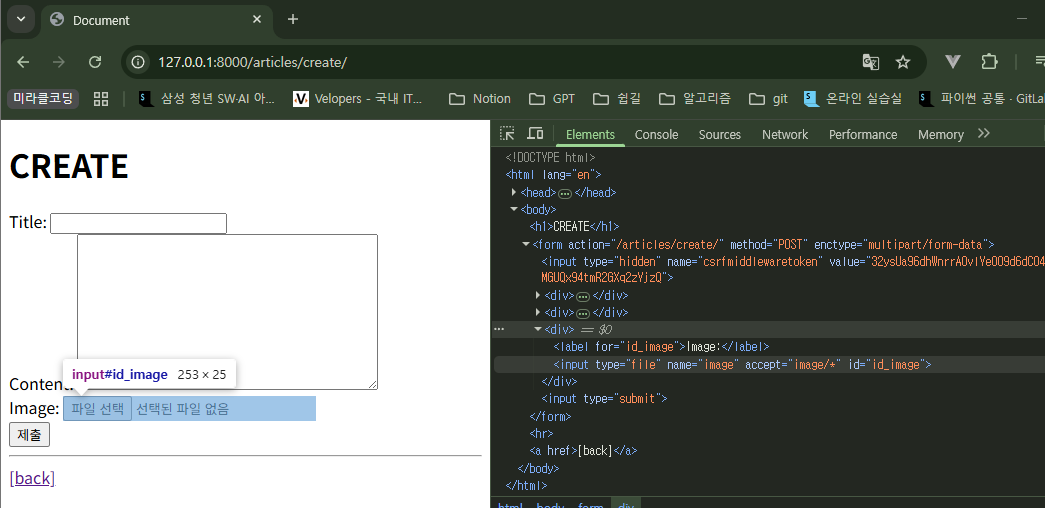 Document
127.0.0.1:8000/articles/create/
미라클코딩
삼성 청년 SW·AI 아...
Velopers - 국내 IT...
Notion
GPT
쉽길
알고리즘
git
온라인 실습실
파이썬 공통 · GitLab
CREATE
Title:
Content:
input#id_image 253 × 25
Image: 파일 선택 선택된 파일 없음
제출
[back]
Elements Console Sources Network Performance Memory
<!DOCTYPE html>
<html lang="en">
<head> ⋯ </head>
<body>
<h1>CREATE</h1>
<form action="/articles/create/" method="POST" enctype="multipart/form-data">
<input type="hidden" name="csrfmiddlewaretoken" value="
<div> ⋯ </div>
<div> ⋯ </div>
<div> == $0
<label for="id_image">Image:</label>
<input type="file" name="image" accept="image/*" id="id_image">
</div>
<input type="submit">
</form>
<hr>
<a href>[back]</a>
</body>
</html>
html body form div